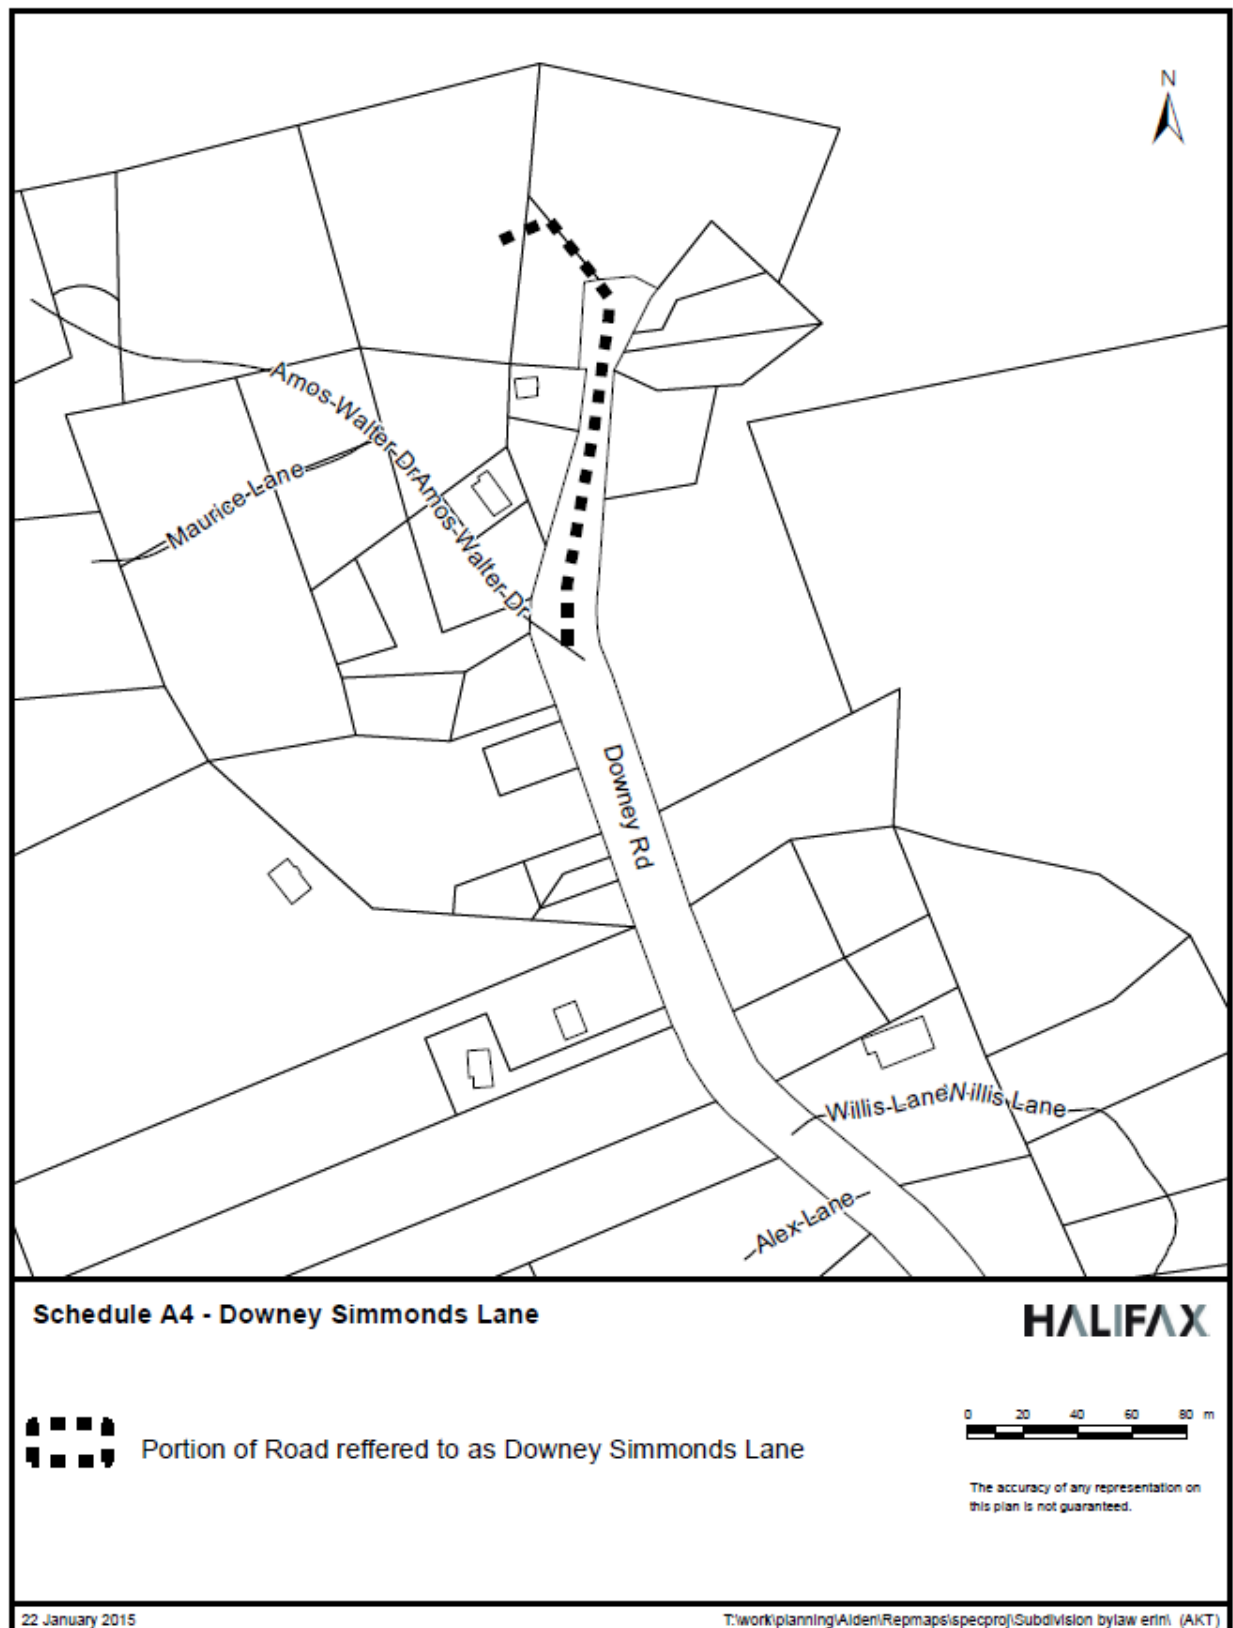 N
Amos-Walter-Dr
Amos-Walter-Dr
Maurice-Lane
Downey Rd
Willis-Lane
Willis-Lane
Alex-Lane
Schedule A4 - Downey Simmonds Lane
HALIFAX
0 20 40 60 80 m
Portion of Road reffered to as Downey Simmonds Lane
The accuracy of any representation on
this plan is not guaranteed.
22 January 2015
T:\work\planning\Aiden\Repmaps\specproj\Subdivision bylaw erin\ (AKT)